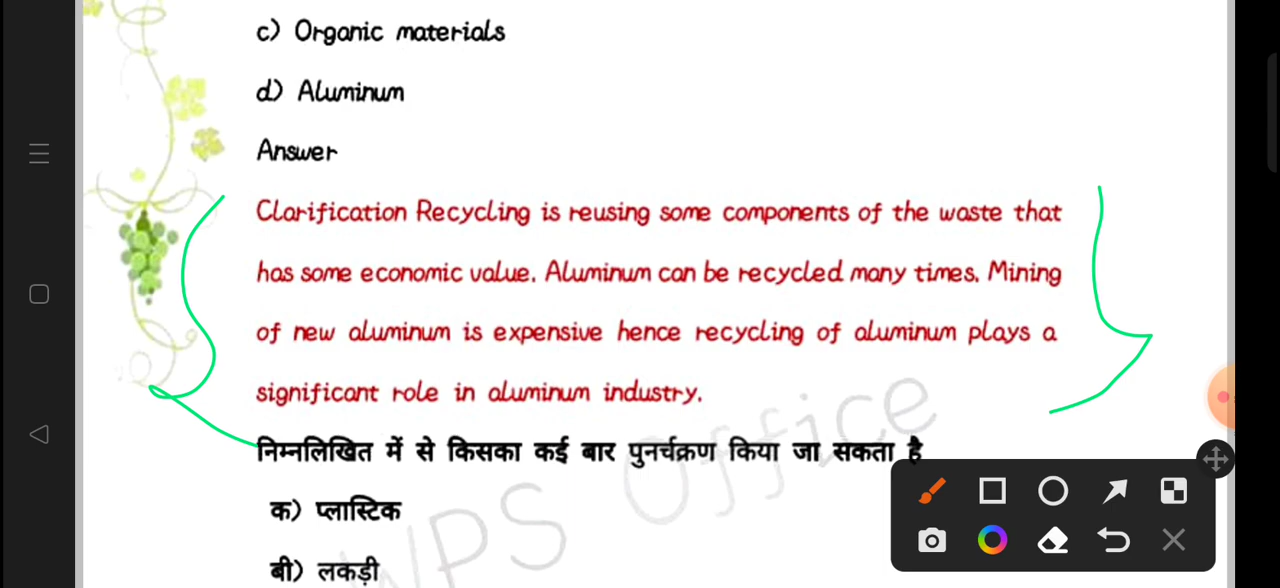 c) Organic materials
d) Aluminum
Answer
Clarification Recycling is reusing some components of the waste that
has some economic value. Aluminum can be recycled many times. Mining
of new aluminum is expensive hence recycling of aluminum plays a
significant role in aluminum industry.
निम्नलिखित में से किसका कई बार पुनर्चक्रण किया जा सकता है
क) प्लास्टिक
बी) लकड़ी
WPS Office